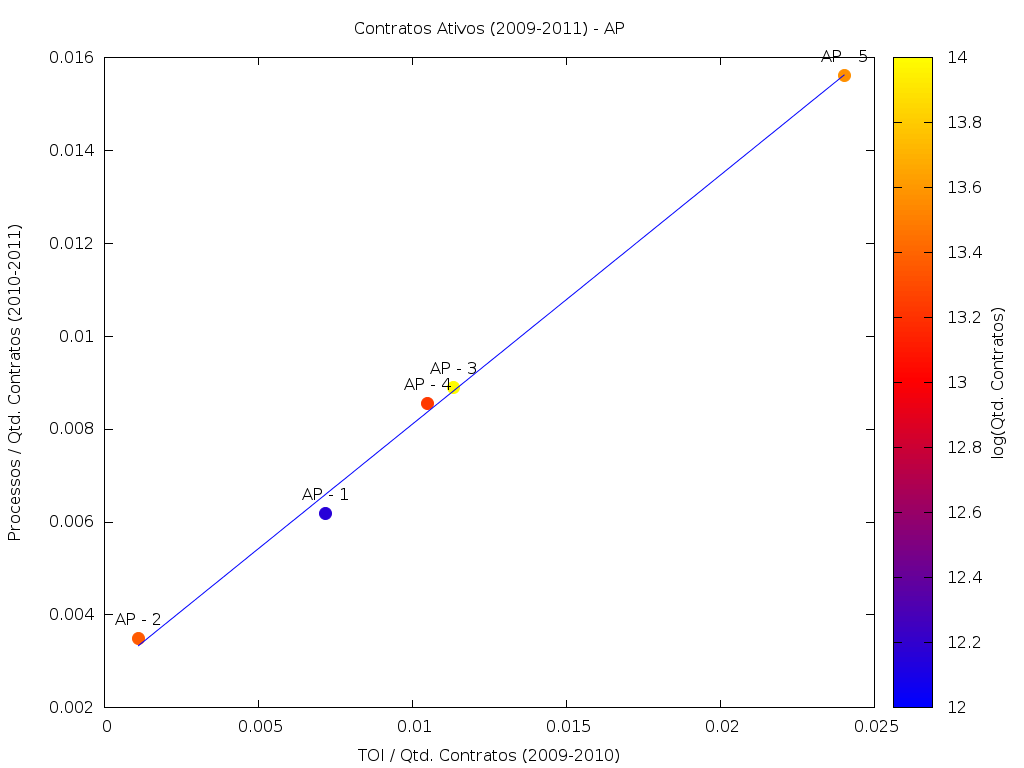 Contratos Ativos (2009-2011) - AP
Processos / Qtd. Contratos (2010-2011)
0.016
0.014
0.012
0.01
0.008
0.006
0.004
0.002
AP - 5
AP - 3
AP - 4
AP - 1
AP - 2
0
0.005
0.01
0.015
0.02
0.025
TOI / Qtd. Contratos (2009-2010)
14
13.8
13.6
13.4
13.2
13
12.8
12.6
12.4
12.2
12
log(Qtd. Contratos)